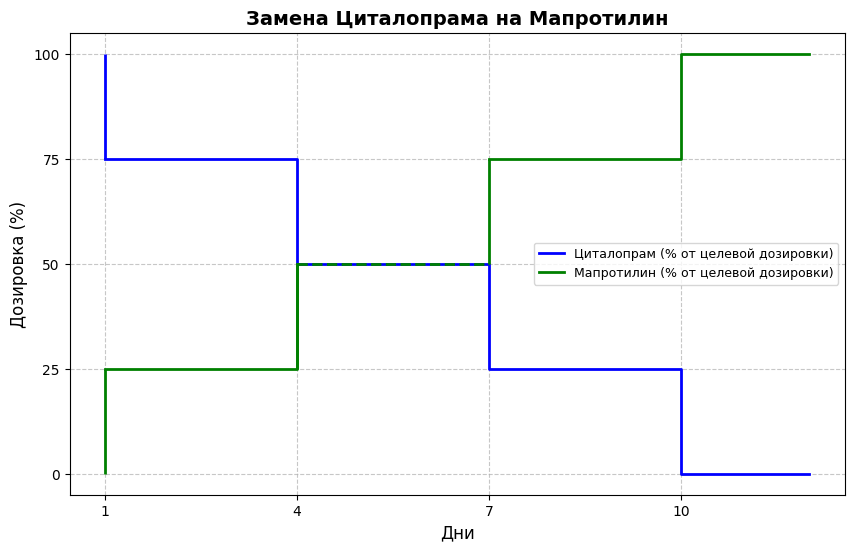 Замена Циталопрама на Мапротилин
Дозировка (%)
100
75
50
25
0
Циталопрам (% от целевой дозировки)
Мапротилин (% от целевой дозировки)
1 4 7 10
Дни